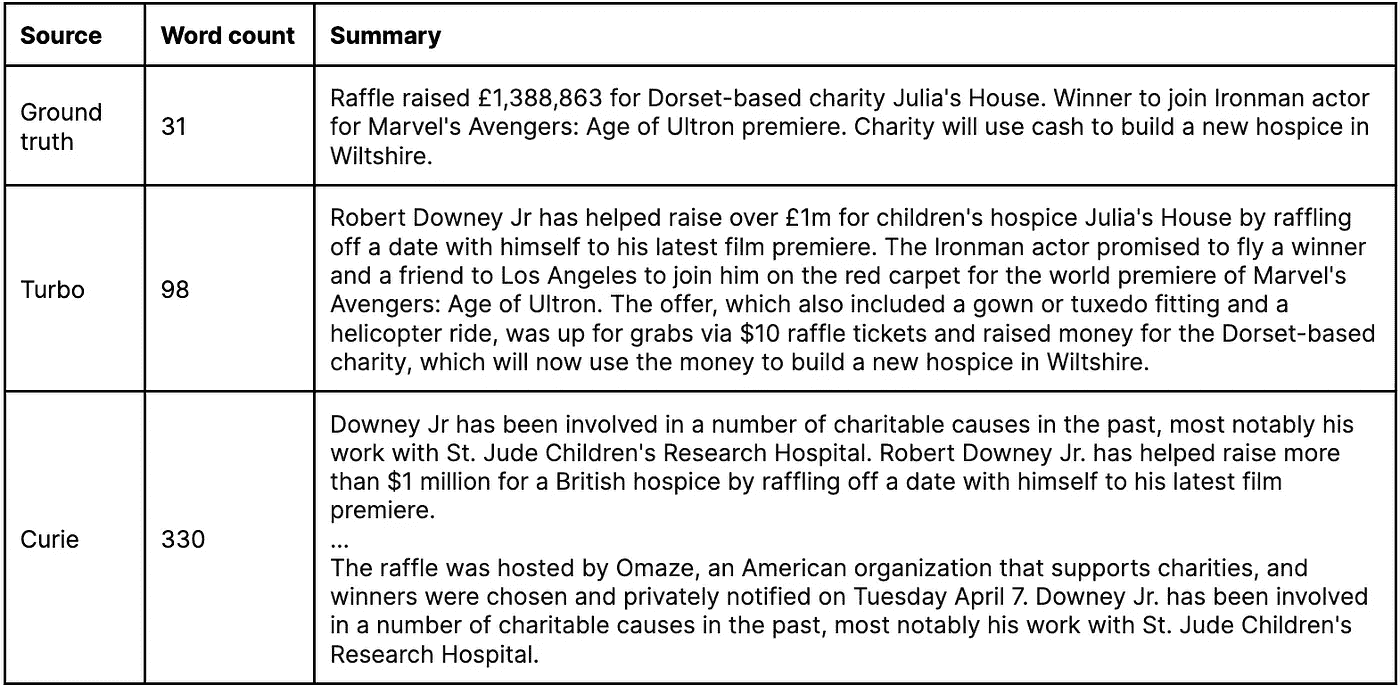 Source Word count Summary
Ground truth
31
Raffle raised £1,388,863 for Dorset-based charity Julia's House. Winner to join Ironman actor
for Marvel's Avengers: Age of Ultron premiere. Charity will use cash to build a new hospice in
Wiltshire.
Turbo
98
Robert Downey Jr has helped raise over £1m for children's hospice Julia's House by raffling
off a date with himself to his latest film premiere. The Ironman actor promised to fly a winner
and a friend to Los Angeles to join him on the red carpet for the world premiere of Marvel's
Avengers: Age of Ultron. The offer, which also included a gown or tuxedo fitting and a
helicopter ride, was up for grabs via $10 raffle tickets and raised money for the Dorset-based
charity, which will now use the money to build a new hospice in Wiltshire.
Curie
330
Downey Jr has been involved in a number of charitable causes in the past, most notably his
work with St. Jude Children's Research Hospital. Robert Downey Jr. has helped raise more
than $1 million for a British hospice by raffling off a date with himself to his latest film
premiere.
...
The raffle was hosted by Omaze, an American organization that supports charities, and
winners were chosen and privately notified on Tuesday April 7. Downey Jr. has been involved
in a number of charitable causes in the past, most notably his work with St. Jude Children's
Research Hospital.